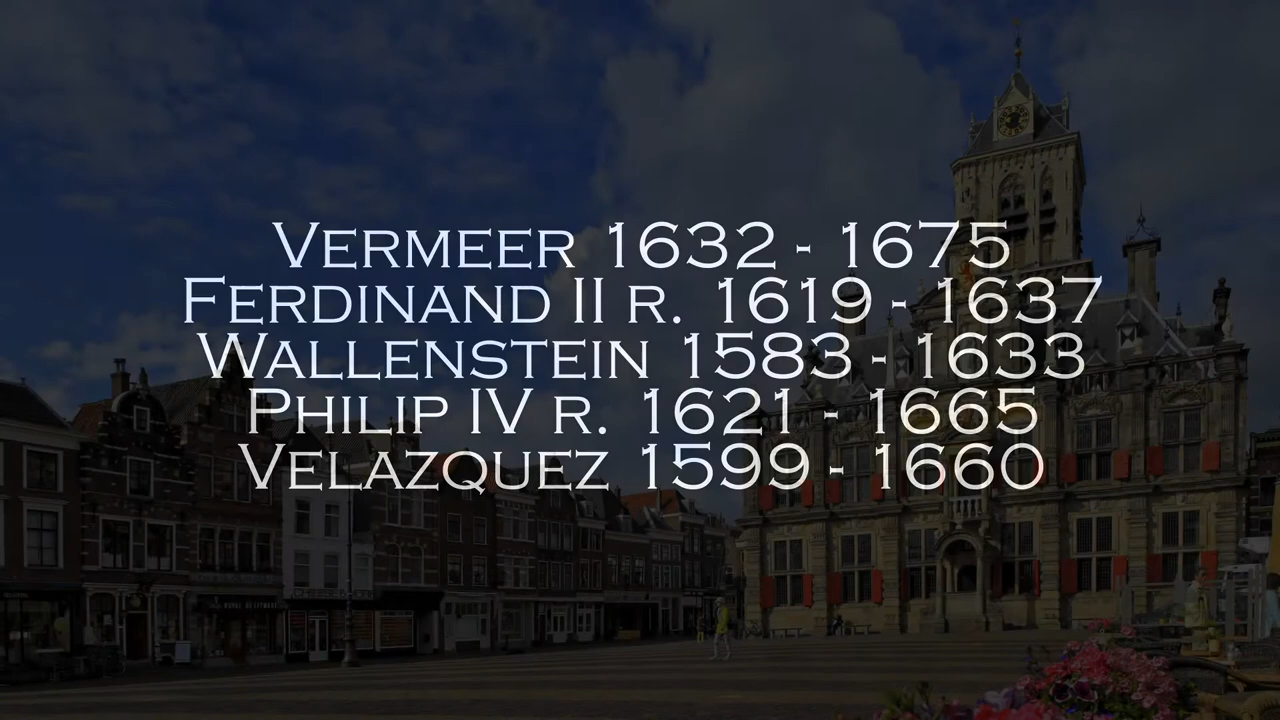 Vermeer 1632 - 1675
Ferdinand II r. 1619 - 1637
Wallenstein 1583 - 1633
Philip IV r. 1621 - 1665
Velazquez 1599 - 1660